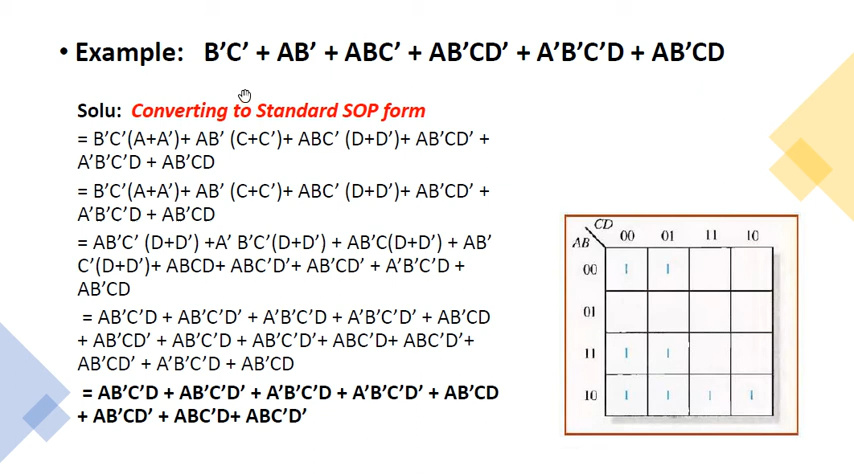 • Example: B’C’ + AB’ + ABC’ + AB’CD’ + A’B’C’D + AB’CD
Solu: Converting to Standard SOP form
= B’C’(A+A’)+ AB’ (C+C’)+ ABC’ (D+D’)+ AB’CD’ +
A’B’C’D + AB’CD
= B’C’(A+A’)+ AB’ (C+C’)+ ABC’ (D+D’)+ AB’CD’ +
A’B’C’D + AB’CD
= AB’C’ (D+D’) +A’ B’C’(D+D’) + AB’C(D+D’) + AB’
C’(D+D’)+ ABCD+ ABC’D’+ AB’CD’ + A’B’C’D +
AB’CD
= AB’C’D + AB’C’D’ + A’B’C’D + A’B’C’D’ + AB’CD
+ AB’CD’ + AB’C’D + AB’C’D’+ ABC’D+ ABC’D’+
AB’CD’ + A’B’C’D + AB’CD
= AB’C’D + AB’C’D’ + A’B’C’D + A’B’C’D’ + AB’CD
+ AB’CD’ + ABC’D+ ABC’D’
CD
AB 00 01 11 10
00 1 1
01
11 1 1
10 1 1 1 1